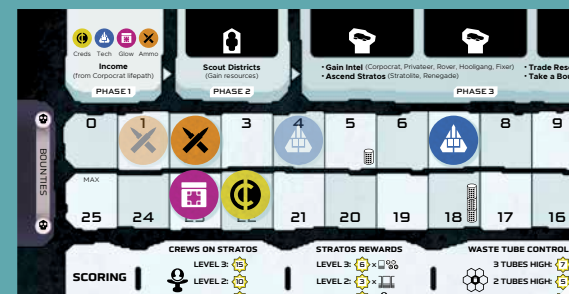 Creds Tech Glow Ammo
Income
(from Corpocrat lifepath)
PHASE 1
Scout Districts
(Gain resources)
PHASE 2
• Gain Intel (Corpocrat, Privateer, Rover, Hooligang, Fixer)
• Ascend Stratos (Stratolite, Renegade)
• Trade Res
• Take a Bou
PHASE 3
BOUNTIES
0 1 3 4 5 6 8 9
MAX
25 24 21 20 19 18 17 16
SCORING
CREWS ON STRATOS
LEVEL 3: 15
LEVEL 2: 10
STRATOS REWARDS
LEVEL 3: 6 x
LEVEL 2: 3 x
WASTE TUBE CONTROL
3 TUBES HIGH: 7
2 TUBES HIGH: 5